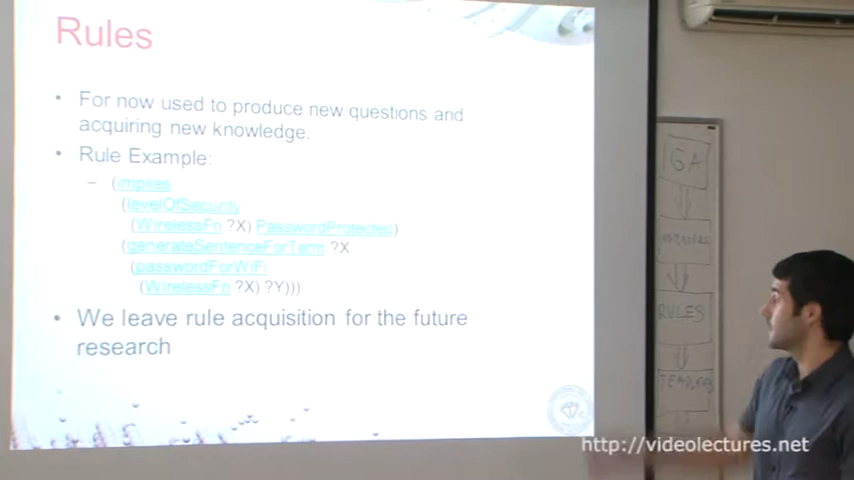 Rules
• For now used to produce new questions and
acquiring new knowledge.
• Rule Example:
– (implies
(levelOfSecurity
(WirelessFn ?X) PasswordProtected)
(generateSentenceForTerm ?X
(passwordForWiFi
(WirelessFn ?X) ?Y)))
• We leave rule acquisition for the future
research
IGA
RULES
http://videolectures.net